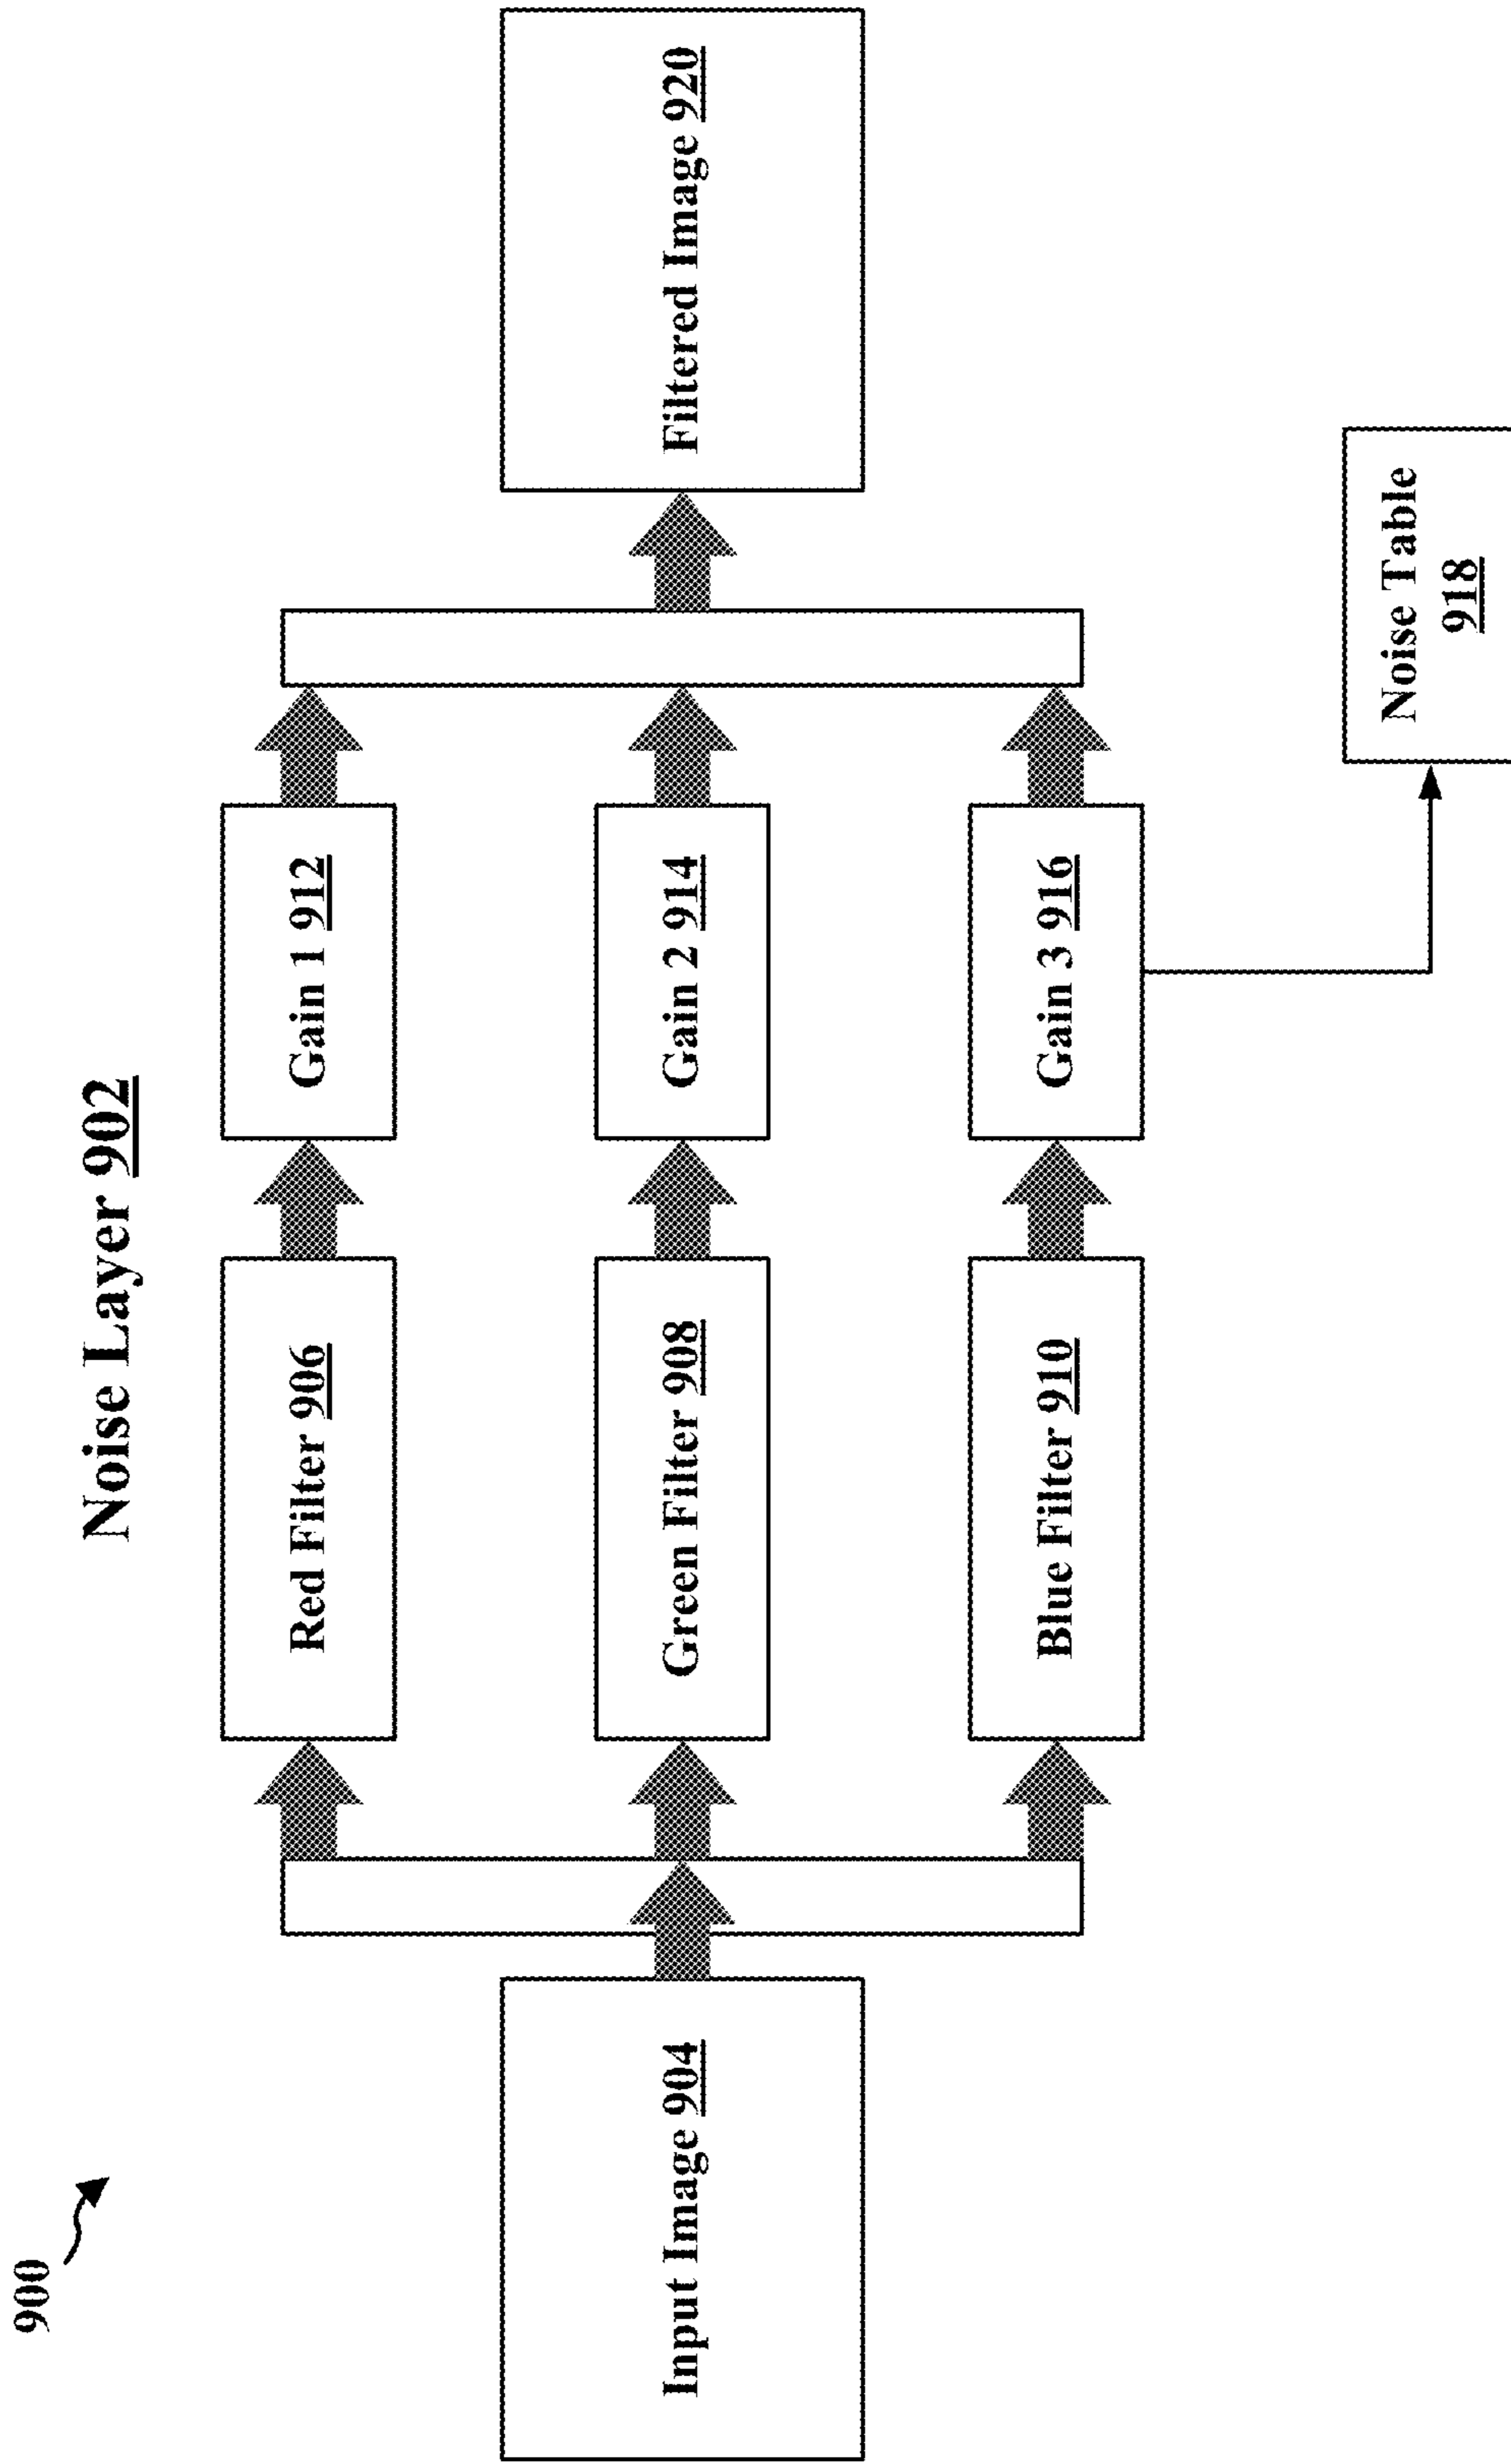 900
Noise Layer 902
Input Image 904
Red Filter 906
Gain 1 912
Green Filter 908
Gain 2 914
Blue Filter 910
Gain 3 916
Filtered Image 920
Noise Table
918